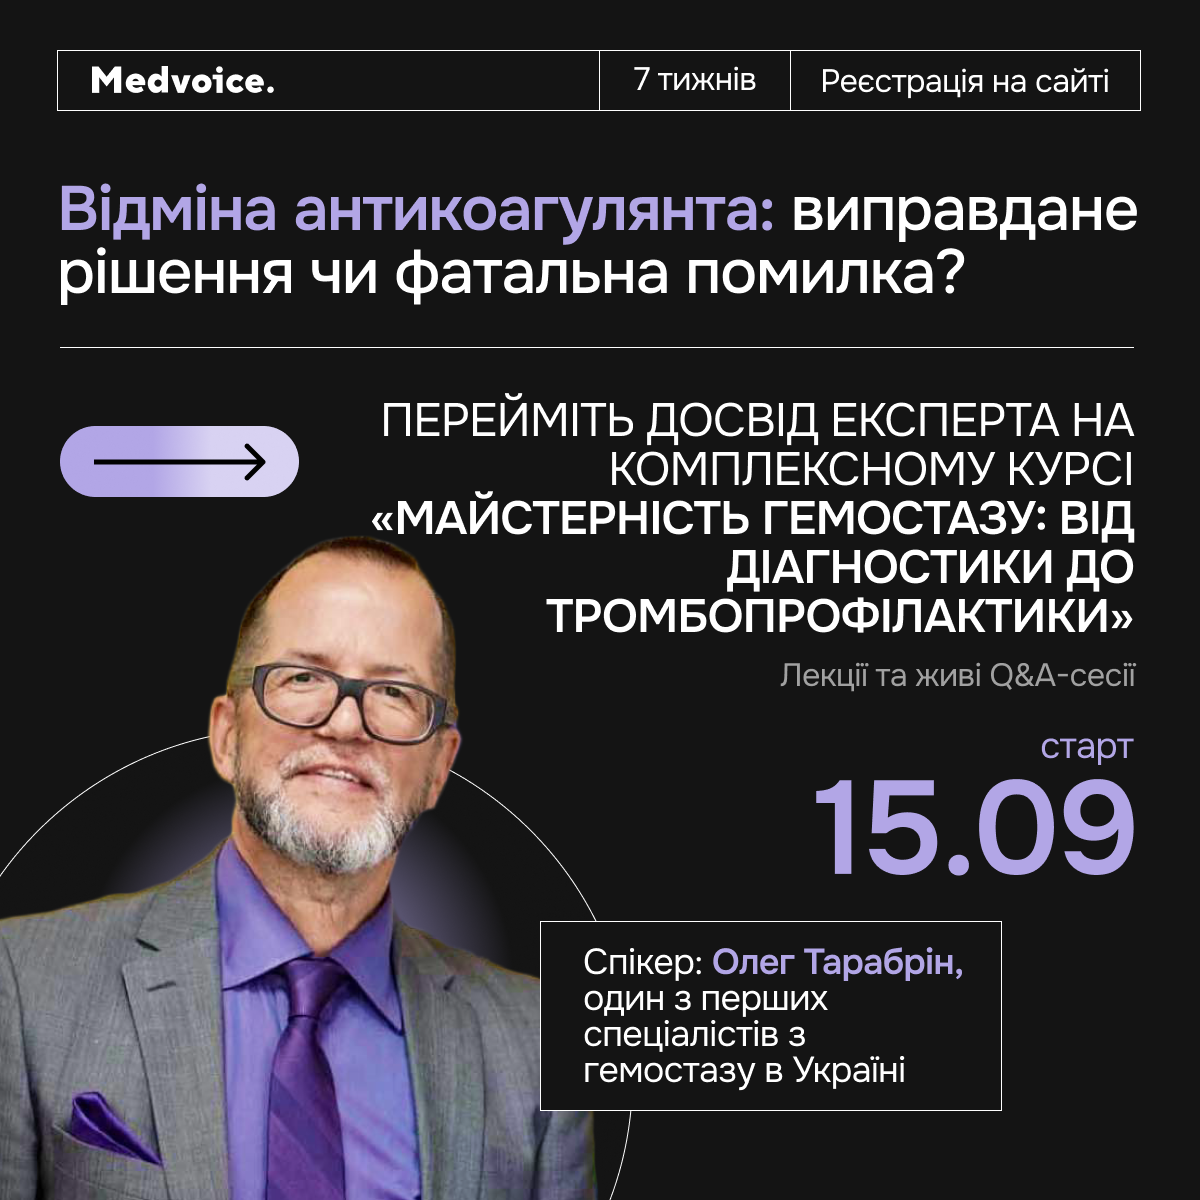 Medvoice.
7 тижнів
Реєстрація на сайті
Відміна антикоагулянта: виправдане
рішення чи фатальна помилка?
ПЕРЕЙМІТЬ ДОСВІД ЕКСПЕРТА НА
КОМПЛЕКСНОМУ КУРСІ
«МАЙСТЕРНІСТЬ ГЕМОСТАЗУ: ВІД
ДІАГНОСТИКИ ДО
ТРОМБОПРОФІЛАКТИКИ»
Лекції та живі Q&A-сесії
старт
15.09
Спікер: Олег Тарабрін,
один з перших
спеціалістів з
гемостазу в Україні